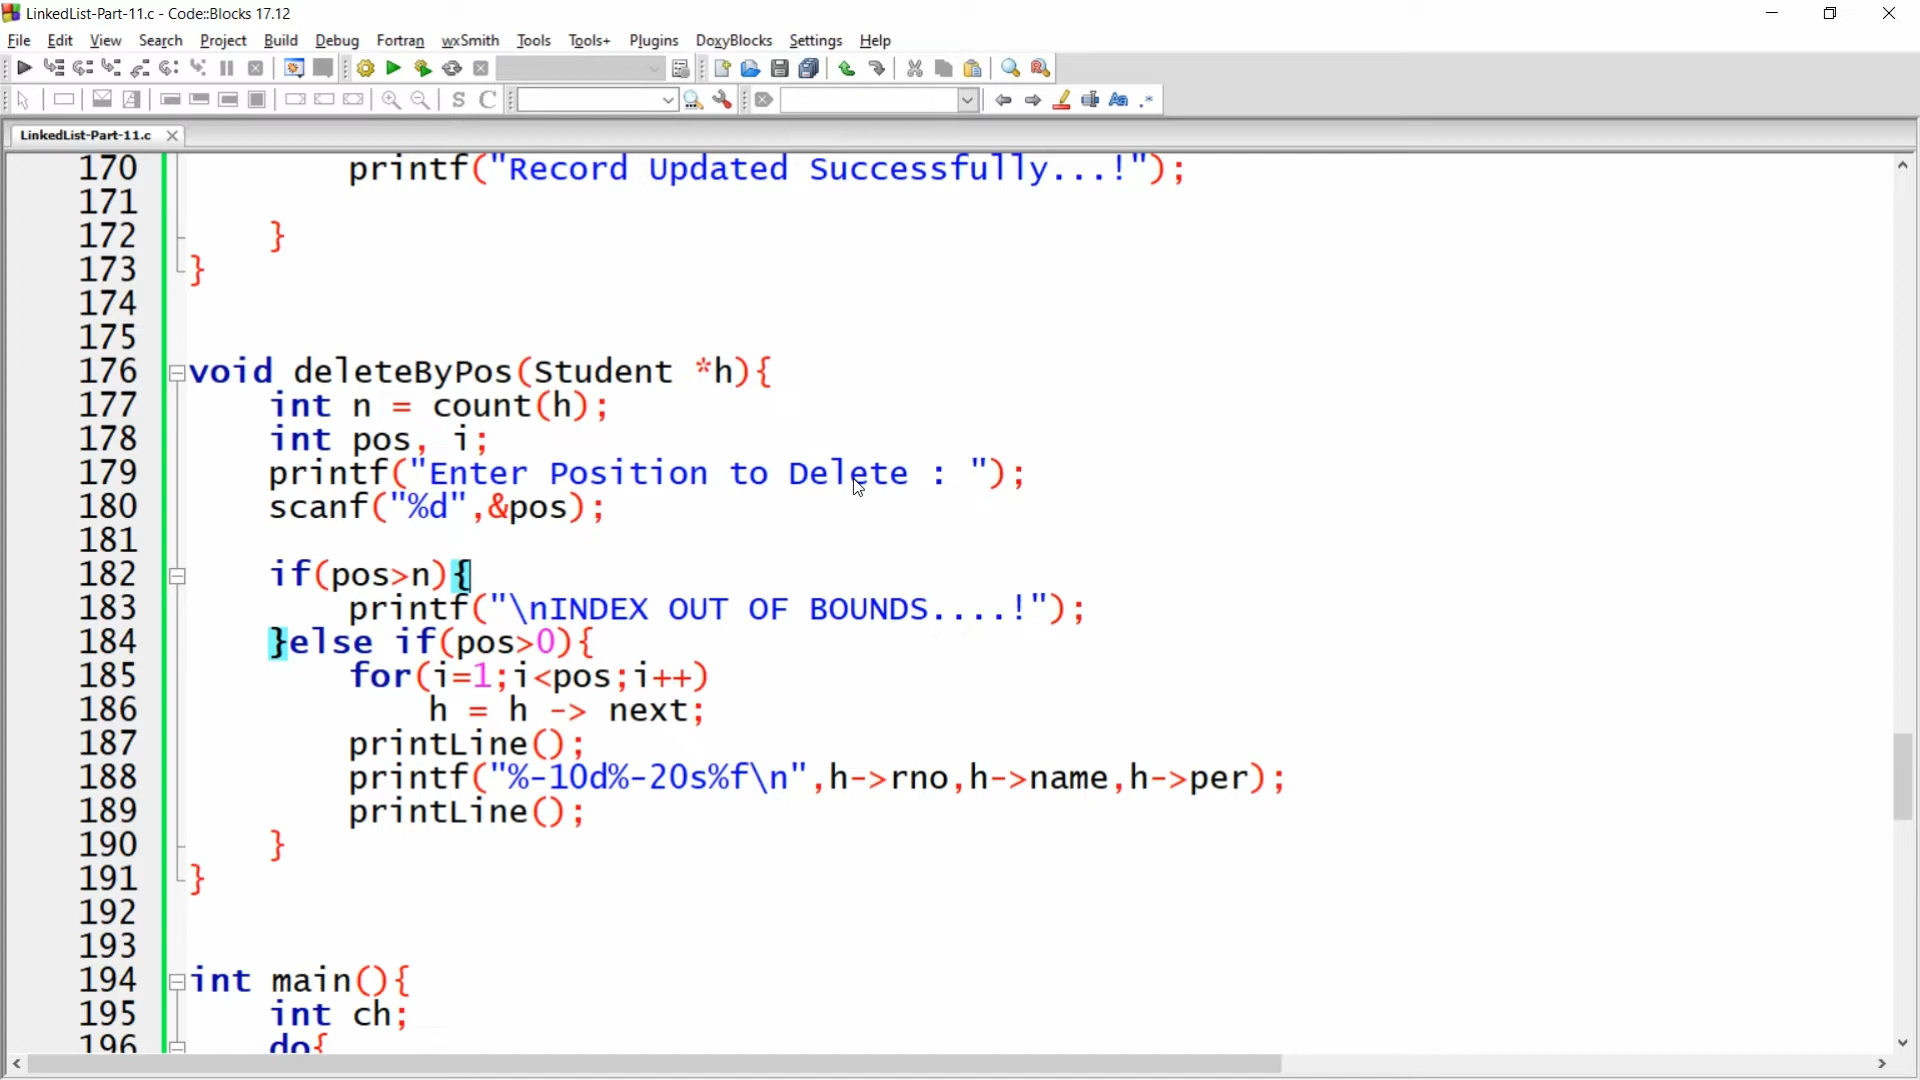 LinkedList-Part-11.c - Code::Blocks 17.12
File Edit View Search Project Build Debug Fortran wxSmith Tools Tools+ Plugins DoxyBlocks Settings Help
S C Aa .*
LinkedList-Part-11.c
170 printf("Record Updated Successfully...!");
171
172 }
173 }
174
175
176 void deleteByPos(Student *h){
177 int n = count(h);
178 int pos, i;
179 printf("Enter Position to Delete : ");
180 scanf("%d",&pos);
181
182 if(pos>n){
183 printf("\nINDEX OUT OF BOUNDS....!");
184 }else if(pos>0){
185 for(i=1;i<pos;i++)
186 h = h -> next;
187 printLine();
188 printf("%-10d%-20s%f\n",h->rno,h->name,h->per);
189 printLine();
190 }
191 }
192
193
194 int main(){
195 int ch;
196 do{